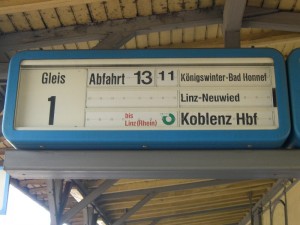 Gleis
1
Abfahrt 13 11
Königswinter-Bad Honnef
Linz-Neuwied
bis
Linz(Rhein)
Koblenz Hbf